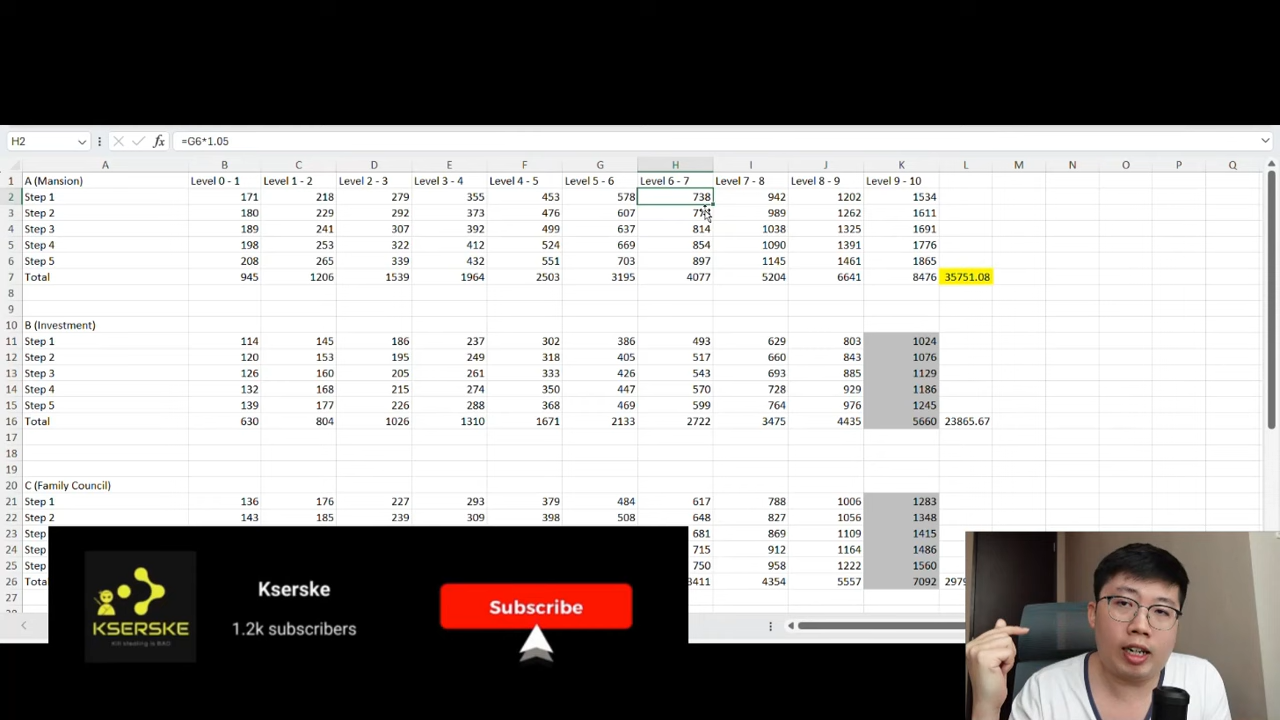 H2 fx =G6*1.05
A B C D E F G H I J K L M N O P Q
1 A (Mansion) Level 0 - 1 Level 1 - 2 Level 2 - 3 Level 3 - 4 Level 4 - 5 Level 5 - 6 Level 6 - 7 Level 7 - 8 Level 8 - 9 Level 9 - 10
2 Step 1 171 218 279 355 453 578 738 942 1202 1534
3 Step 2 180 229 292 373 476 607 989 1262 1611
4 Step 3 189 241 307 392 499 637 814 1038 1325 1691
5 Step 4 198 253 322 412 524 669 854 1090 1391 1776
6 Step 5 208 265 339 432 551 703 897 1145 1461 1865
7 Total 945 1206 1539 1964 2503 3195 4077 5204 6641 8476 35751.08
8
9
10 B (Investment)
11 Step 1 114 145 186 237 302 386 493 629 803 1024
12 Step 2 120 153 195 249 318 405 517 660 843 1076
13 Step 3 126 160 205 261 333 426 543 693 885 1129
14 Step 4 132 168 215 274 350 447 570 728 929 1186
15 Step 5 139 177 226 288 368 469 599 764 976 1245
16 Total 630 804 1026 1310 1671 2133 2722 3475 4435 5660 23865.67
17
18
19
20 C (Family Council)
21 Step 1 136 176 227 293 379 484 617 788 1006 1283
22 Step 2 143 185 239 309 398 508 648 827 1056 1348
23 Step 681 869 1109 1415
24 Step 715 912 1164 1486
25 Step 750 958 1222 1560
26 4354 5557 7092
27
KSERSKE
Kill stealing is BAD
Kserske
1.2k subscribers
Subscribe